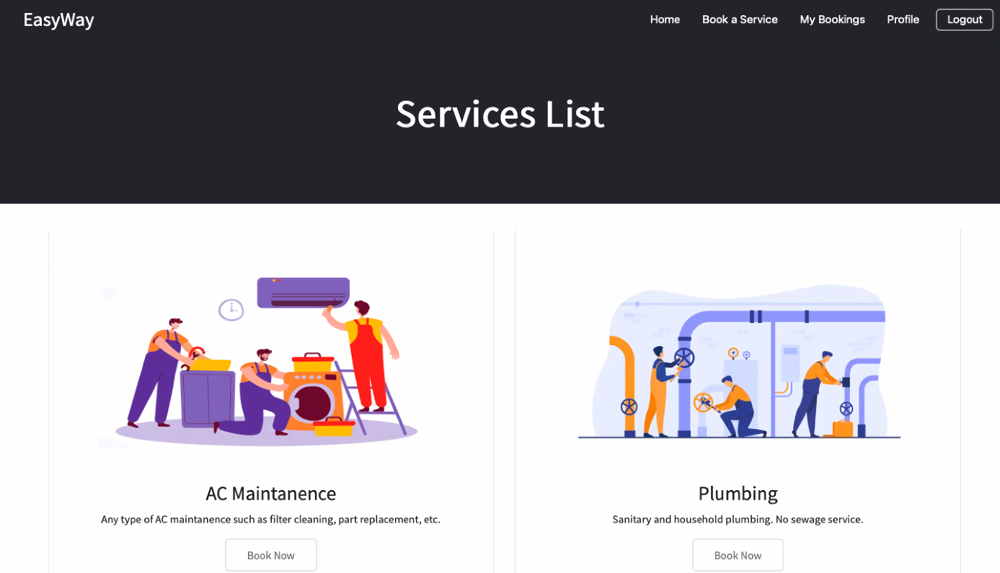 EasyWay
Home Book a Service My Bookings Profile Logout
Services List
AC Maintanence
Any type of AC maintanence such as filter cleaning, part replacement, etc.
Book Now
Plumbing
Sanitary and household plumbing. No sewage service.
Book Now